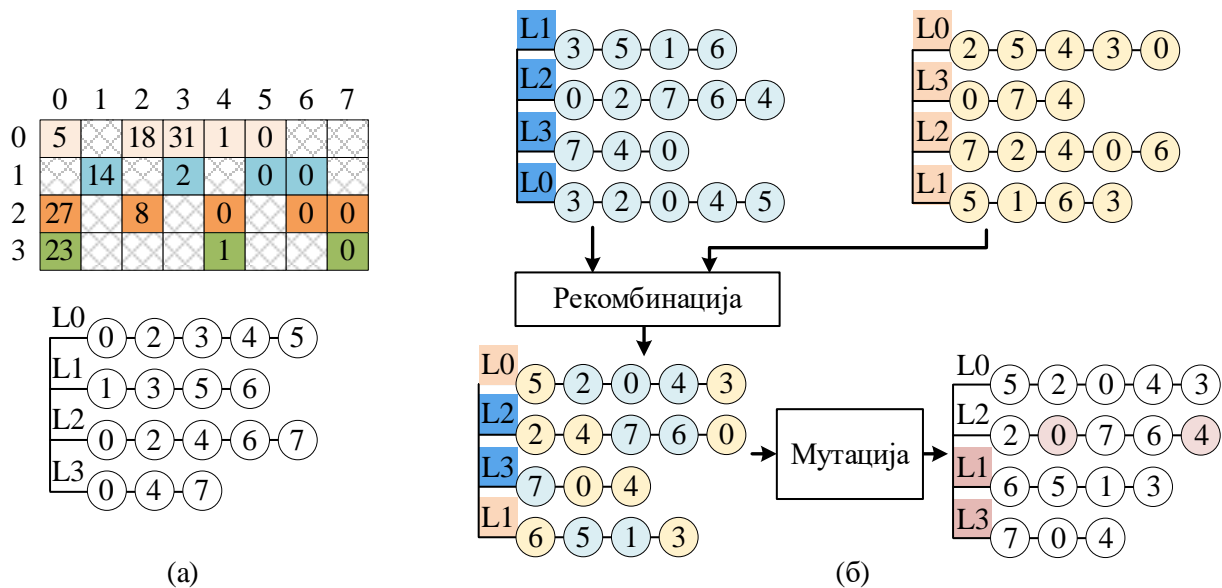 0 1 2 3 4 5 6 7
0 5 18 31 1 0
1 14 2 0 0
2 27 8 0 0 0
3 23 1 0
L0 0 2 3 4 5
L1 1 3 5 6
L2 0 2 4 6 7
L3 0 4 7
(а)
L1 3 5 1 6
L2 0 2 7 6 4
L3 7 4 0
L0 3 2 0 4 5
L0 2 5 4 3 0
L3 0 7 4
L2 7 2 4 0 6
L1 5 1 6 3
Рекомбинација
L0 5 2 0 4 3
L2 2 4 7 6 0
L3 7 0 4
L1 6 5 1 3
Мутација
L0 5 2 0 4 3
L2 2 0 7 6 4
L1 6 5 1 3
L3 7 0 4
(б)